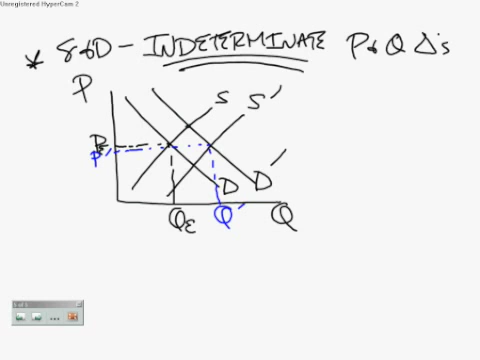 Unregistered HyperCam 2
* S&D - INDETERMINATE P&Q Δ's
P
S S'
PE
P'
D D'
QE Q' Q